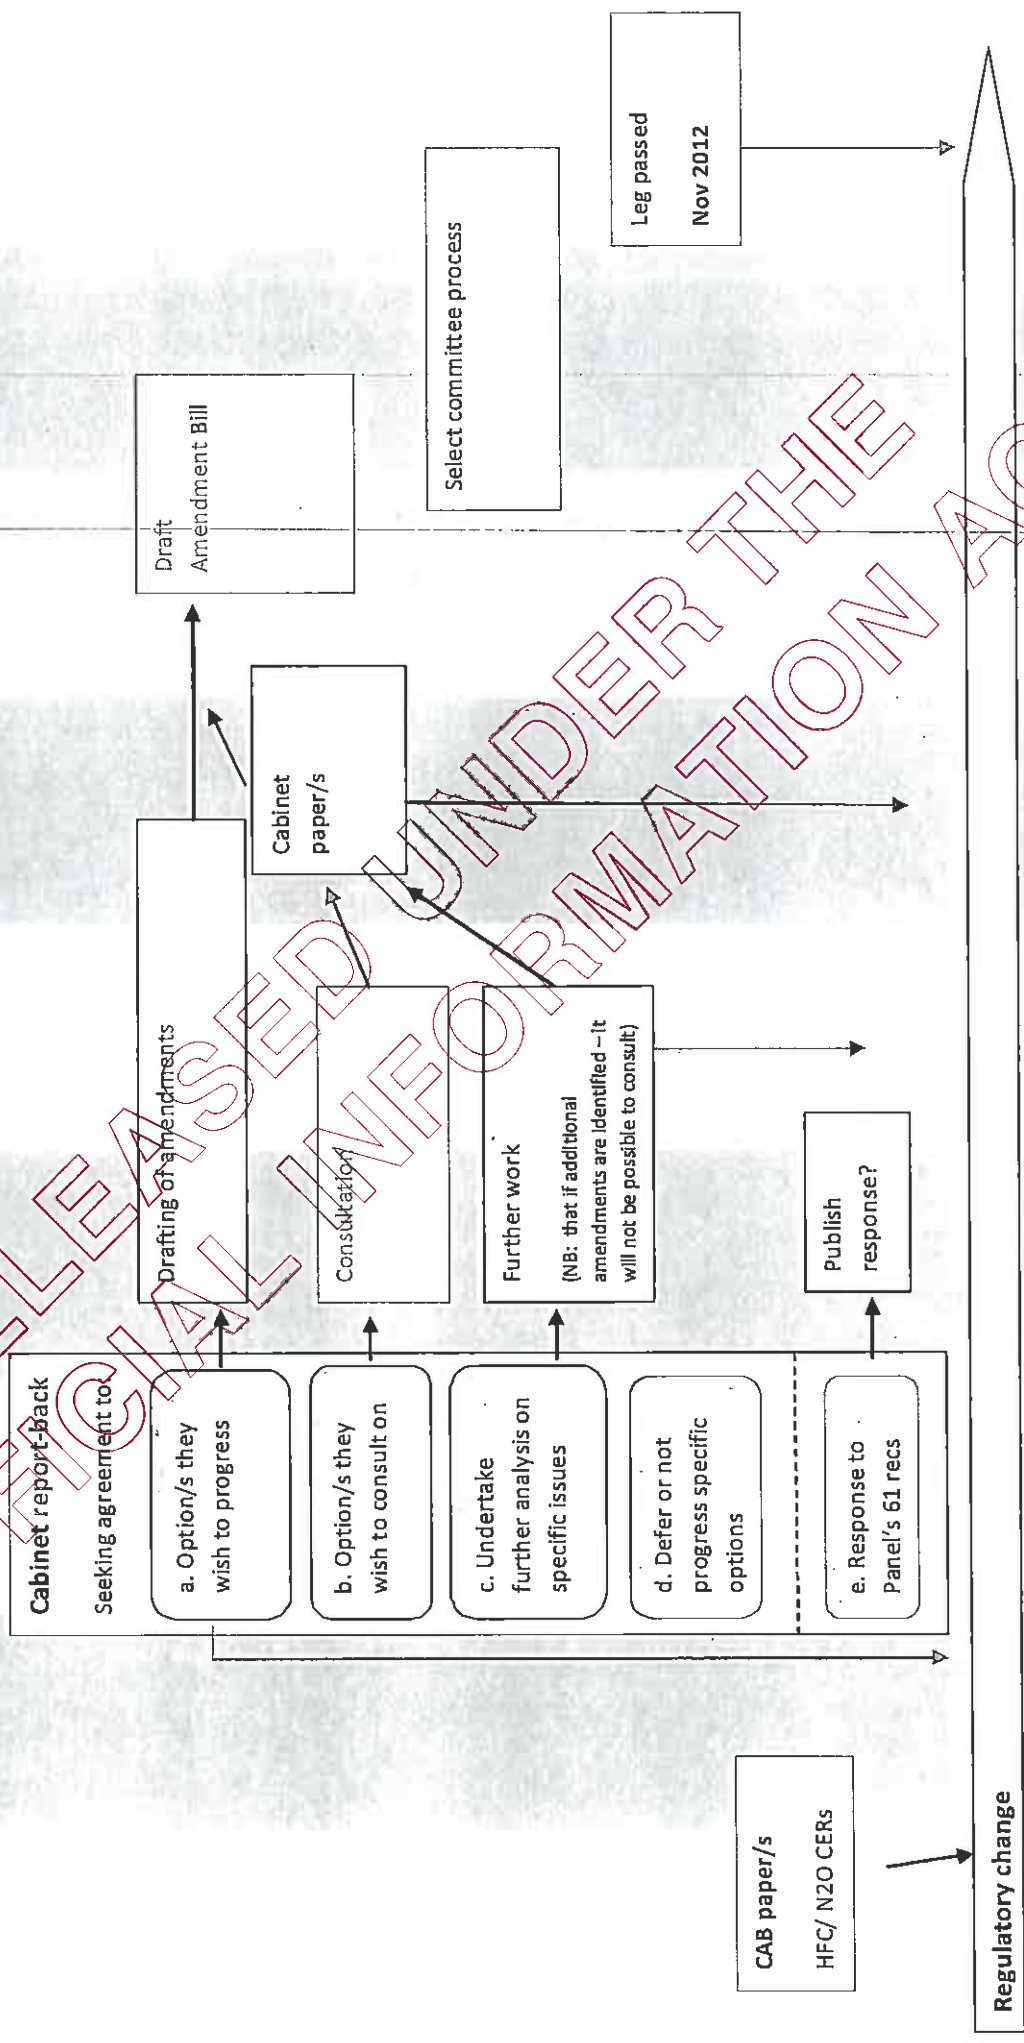 Cabinet report-back
Seeking agreement to:
a. Option/s they
wish to progress
b. Option/s they
wish to consult on
c. Undertake
further analysis on
specific issues
d. Defer or not
progress specific
options
e. Response to
Panel's 61 recs
CAB paper/s
HFC/ N2O CERs
Drafting of amendments
Consultation
Further work
(NB: that if additional
amendments are identified – it
will not be possible to consult)
Publish
response?
Cabinet
paper/s
Draft
Amendment Bill
Select committee process
Leg passed
Nov 2012
Regulatory change
LEASED UNDER THE
FICIAL INFORMATION AC